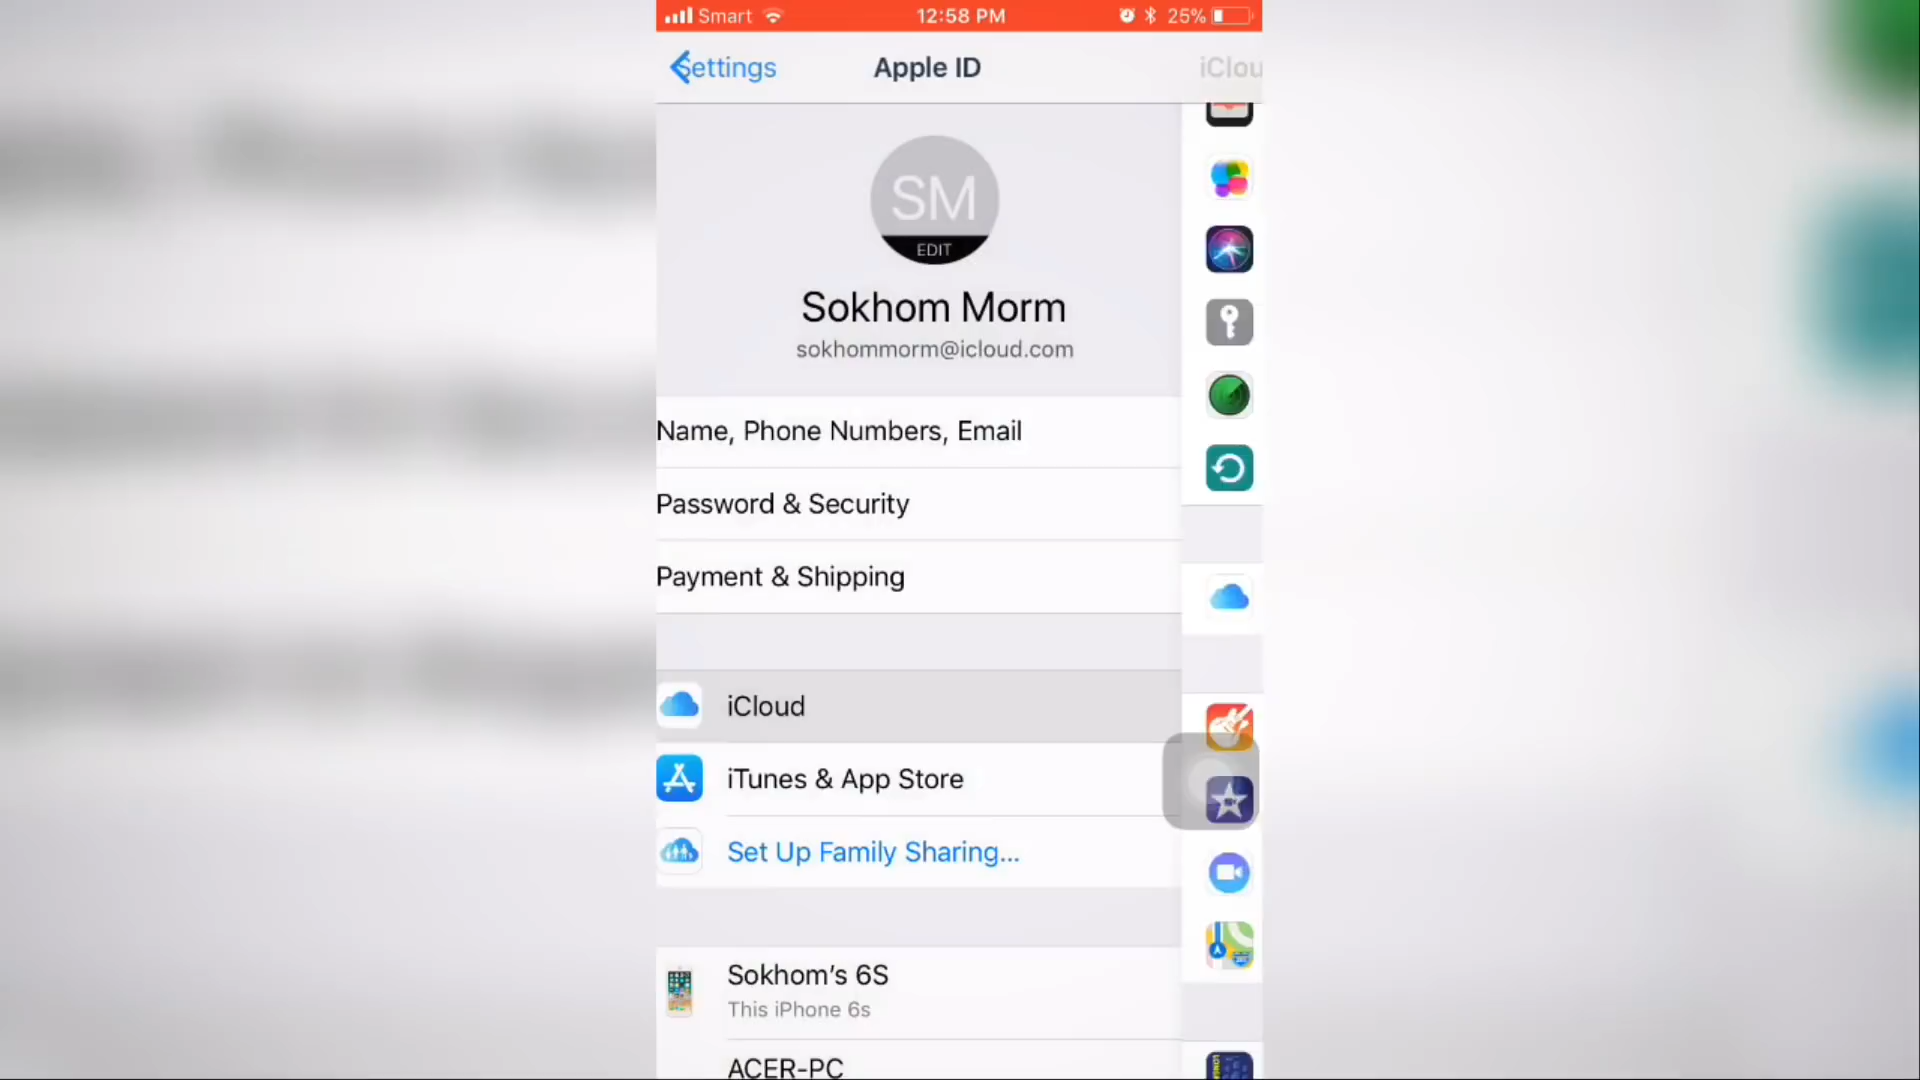 Smart 12:58 PM 25%
Settings Apple ID iClou
SM
EDIT
Sokhom Morm
sokhommorm@icloud.com
Name, Phone Numbers, Email
Password & Security
Payment & Shipping
iCloud
iTunes & App Store
Set Up Family Sharing...
Sokhom’s 6S
This iPhone 6s
ACER-PC